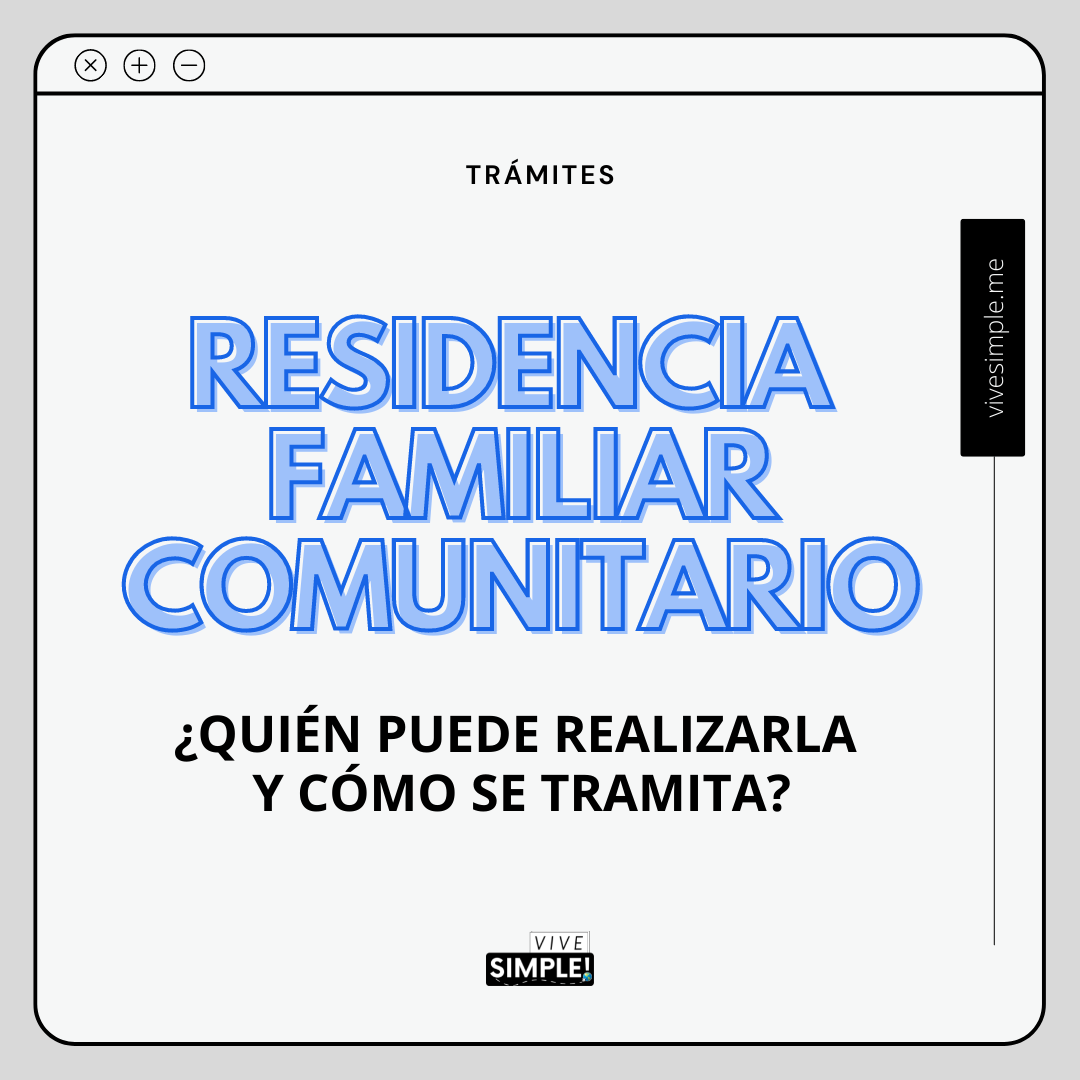 TRÁMITES
vivesimple.me
RESIDENCIA
FAMILIAR
COMUNITARIO
¿QUIÉN PUEDE REALIZARLA
Y CÓMO SE TRAMITA?
VIVE
SIMPLE!